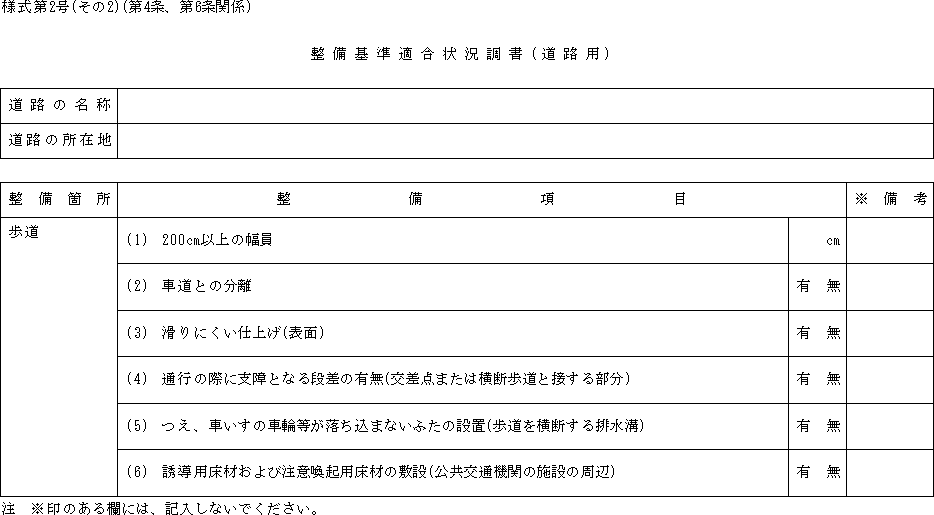 様式第2号(その2)(第4条、第6条関係)
整備基準適合状況調書(道路用)
道路の名称
道路の所在地
整備箇所 整備項目 ※備考
歩道 (1) 200cm以上の幅員 cm
(2) 車道との分離 有 無
(3) 滑りにくい仕上げ(表面) 有 無
(4) 通行の際に支障となる段差の有無(交差点または横断歩道と接する部分) 有 無
(5) つえ、車いすの車輪等が落ち込まないふたの設置(歩道を横断する排水溝) 有 無
(6) 誘導用床材および注意喚起用床材の敷設(公共交通機関の施設の周辺) 有 無
注 ※印のある欄には、記入しないでください。